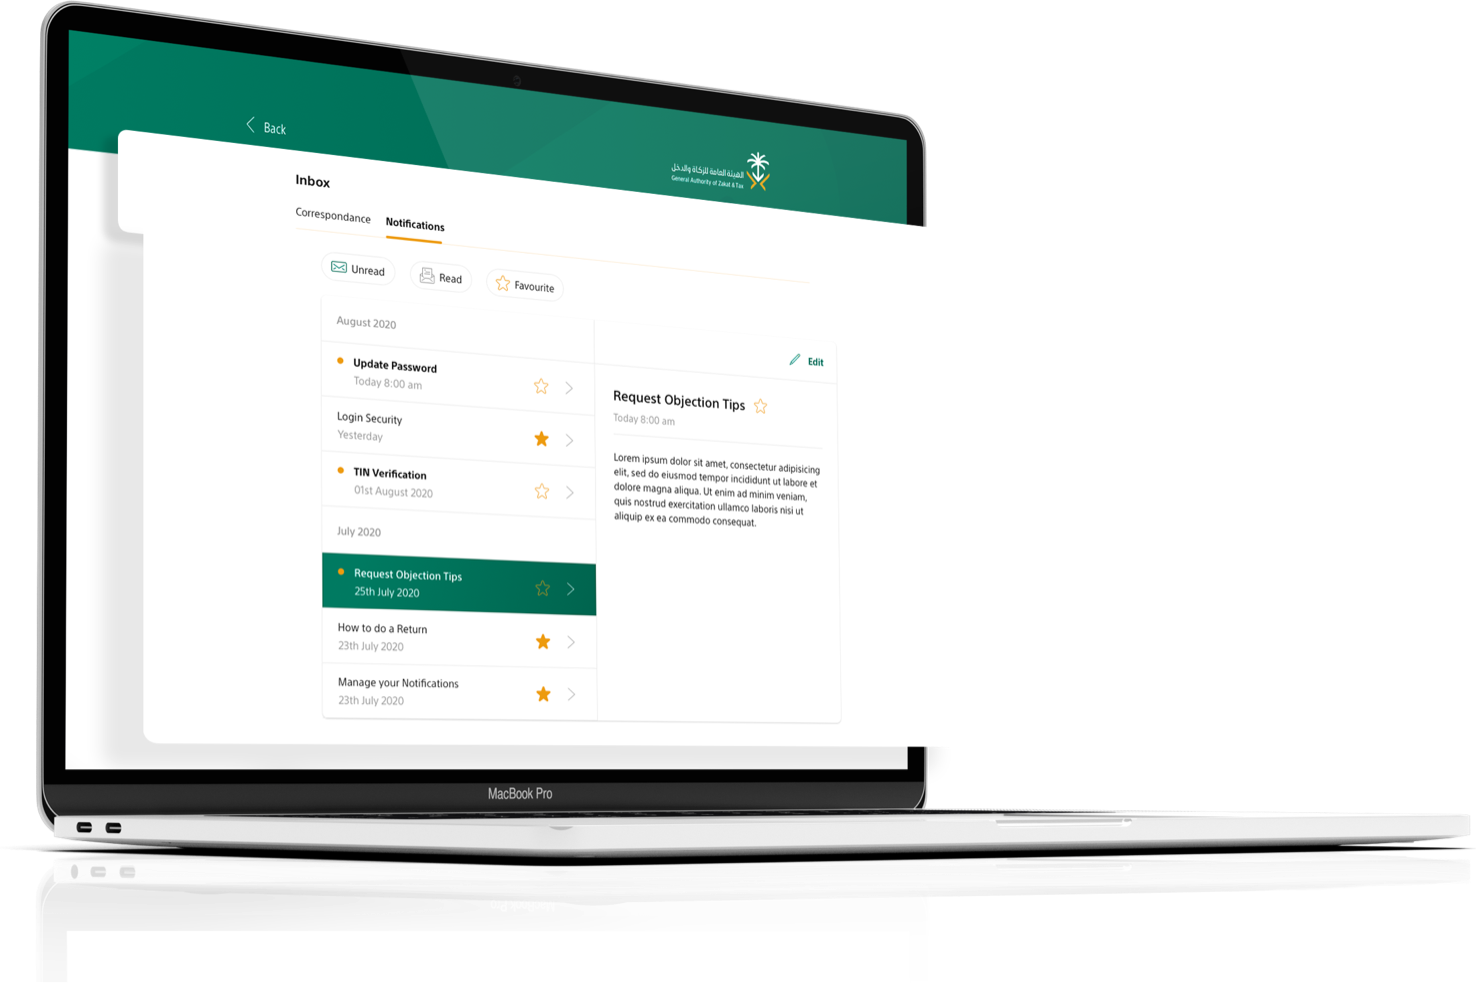 Back
الهيئة العامة للزكاة والدخل
General Authority of Zakat & Tax
Inbox
Correspondance Notifications
Unread Read Favourite
August 2020
Update Password
Today 8:00 am
Login Security
Yesterday
TIN Verification
01st August 2020
July 2020
Request Objection Tips
25th July 2020
How to do a Return
23th July 2020
Manage your Notifications
23th July 2020
Edit
Request Objection Tips
Today 8:00 am
Lorem ipsum dolor sit amet, consectetur adipisicing
elit, sed do eiusmod tempor incididunt ut labore et
dolore magna aliqua. Ut enim ad minim veniam,
quis nostrud exercitation ullamco laboris nisi ut
aliquip ex ea commodo consequat.
MacBook Pro